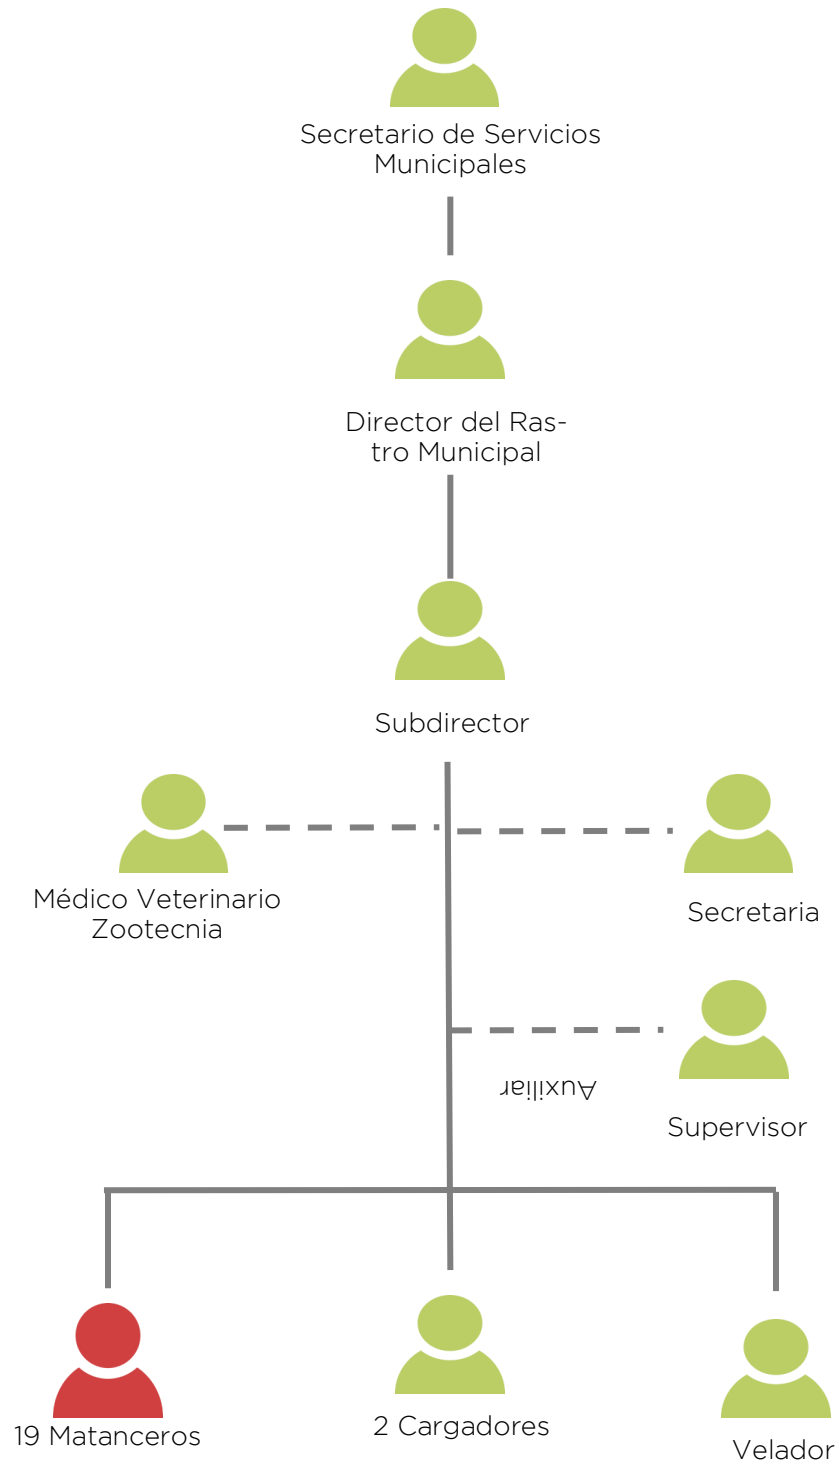 Secretario de Servicios
Municipales
Director del Ras-
tro Municipal
Subdirector
Médico Veterinario
Zootecnia
Secretaria
Auxiliar
Supervisor
19 Matanceros
2 Cargadores
Velador